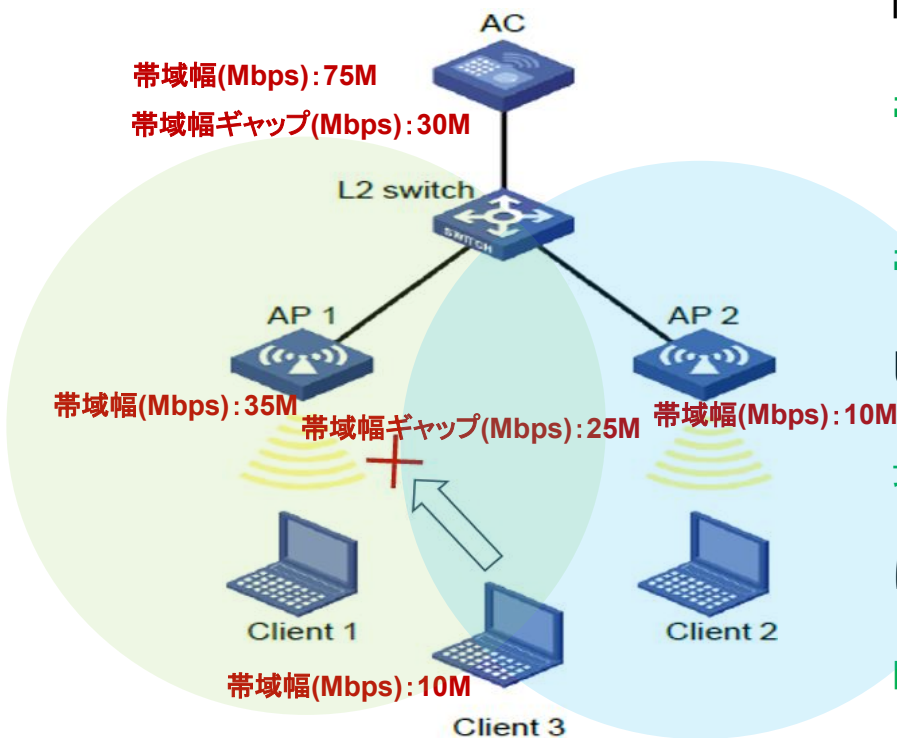 AC
帯域幅(Mbps):75M
帯域幅ギャップ(Mbps):30M
L2 switch
SWITCH
AP 1
AP 2
帯域幅(Mbps):35M
帯域幅ギャップ(Mbps):25M
帯域幅(Mbps):10M
Client 1
Client 2
帯域幅(Mbps):10M
Client 3